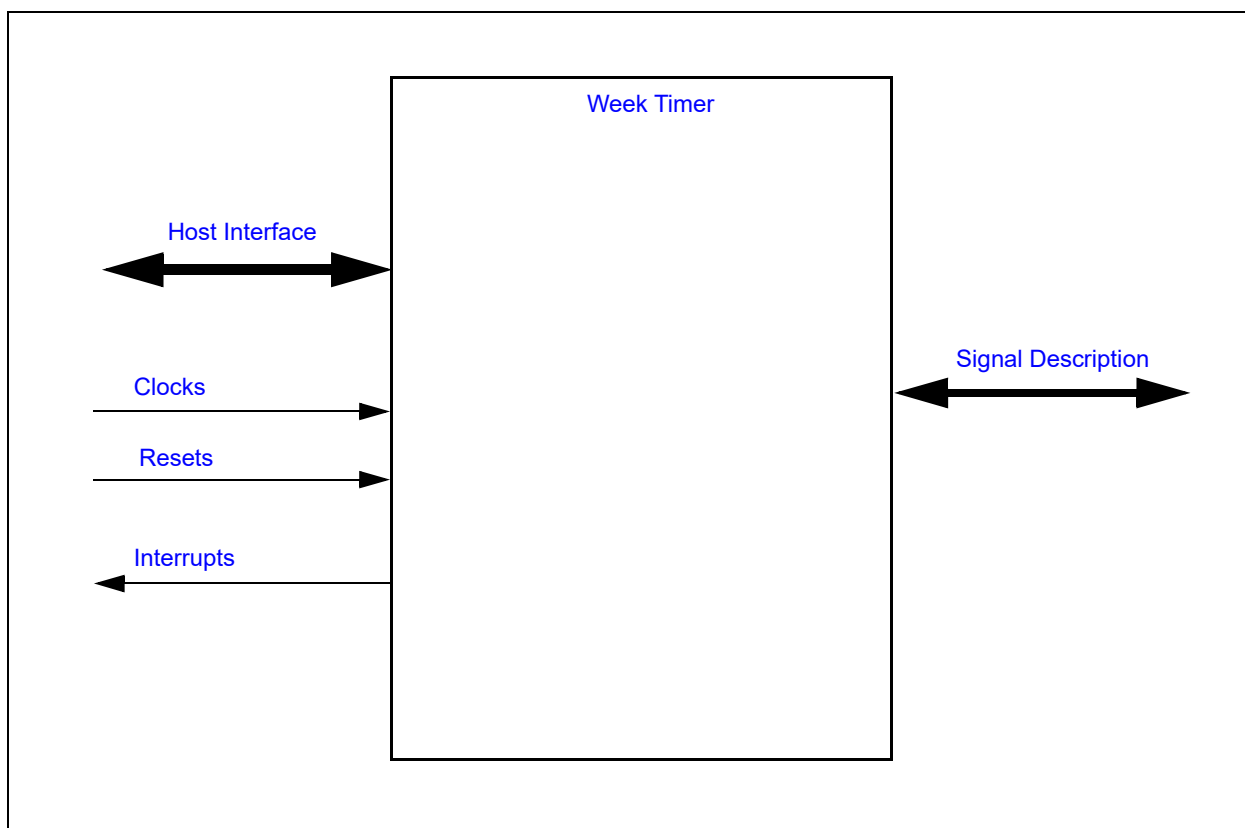 Week Timer
Host Interface
Signal Description
Clocks
Resets
Interrupts